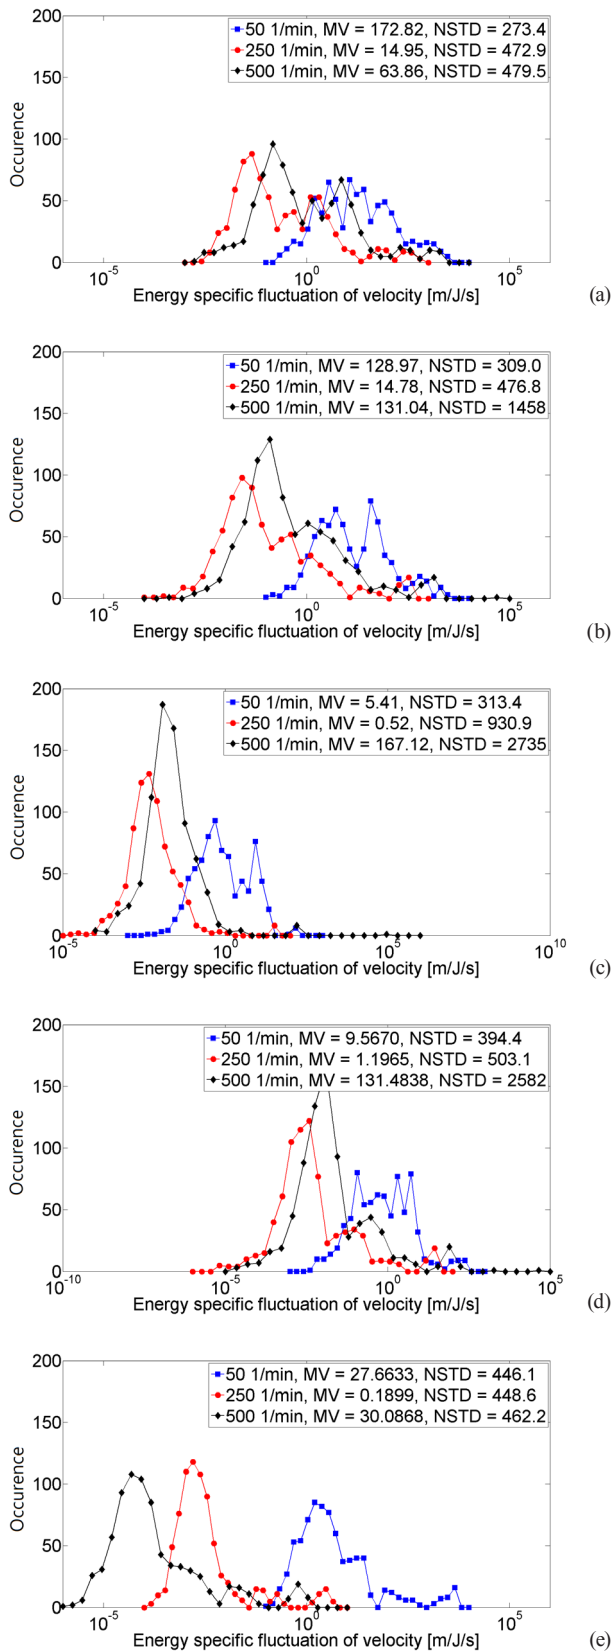 200
50 1/min, MV = 172.82, NSTD = 273.4
250 1/min, MV = 14.95, NSTD = 472.9
500 1/min, MV = 63.86, NSTD = 479.5
150
Occurence
100
50
0
10^-5 10^0 10^5
Energy specific fluctuation of velocity [m/J/s]
(a)
200
50 1/min, MV = 128.97, NSTD = 309.0
250 1/min, MV = 14.78, NSTD = 476.8
500 1/min, MV = 131.04, NSTD = 1458
150
Occurence
100
50
0
10^-5 10^0 10^5
Energy specific fluctuation of velocity [m/J/s]
(b)
200
50 1/min, MV = 5.41, NSTD = 313.4
250 1/min, MV = 0.52, NSTD = 930.9
500 1/min, MV = 167.12, NSTD = 2735
150
Occurence
100
50
0
10^-5 10^0 10^5 10^10
Energy specific fluctuation of velocity [m/J/s]
(c)
200
50 1/min, MV = 9.5670, NSTD = 394.4
250 1/min, MV = 1.1965, NSTD = 503.1
500 1/min, MV = 131.4838, NSTD = 2582
150
Occurence
100
50
0
10^-10 10^-5 10^0 10^5
Energy specific fluctuation of velocity [m/J/s]
(d)
200
50 1/min, MV = 27.6633, NSTD = 446.1
250 1/min, MV = 0.1899, NSTD = 448.6
500 1/min, MV = 30.0868, NSTD = 462.2
150
Occurence
100
50
0
10^-5 10^0 10^5
Energy specific fluctuation of velocity [m/J/s]
(e)